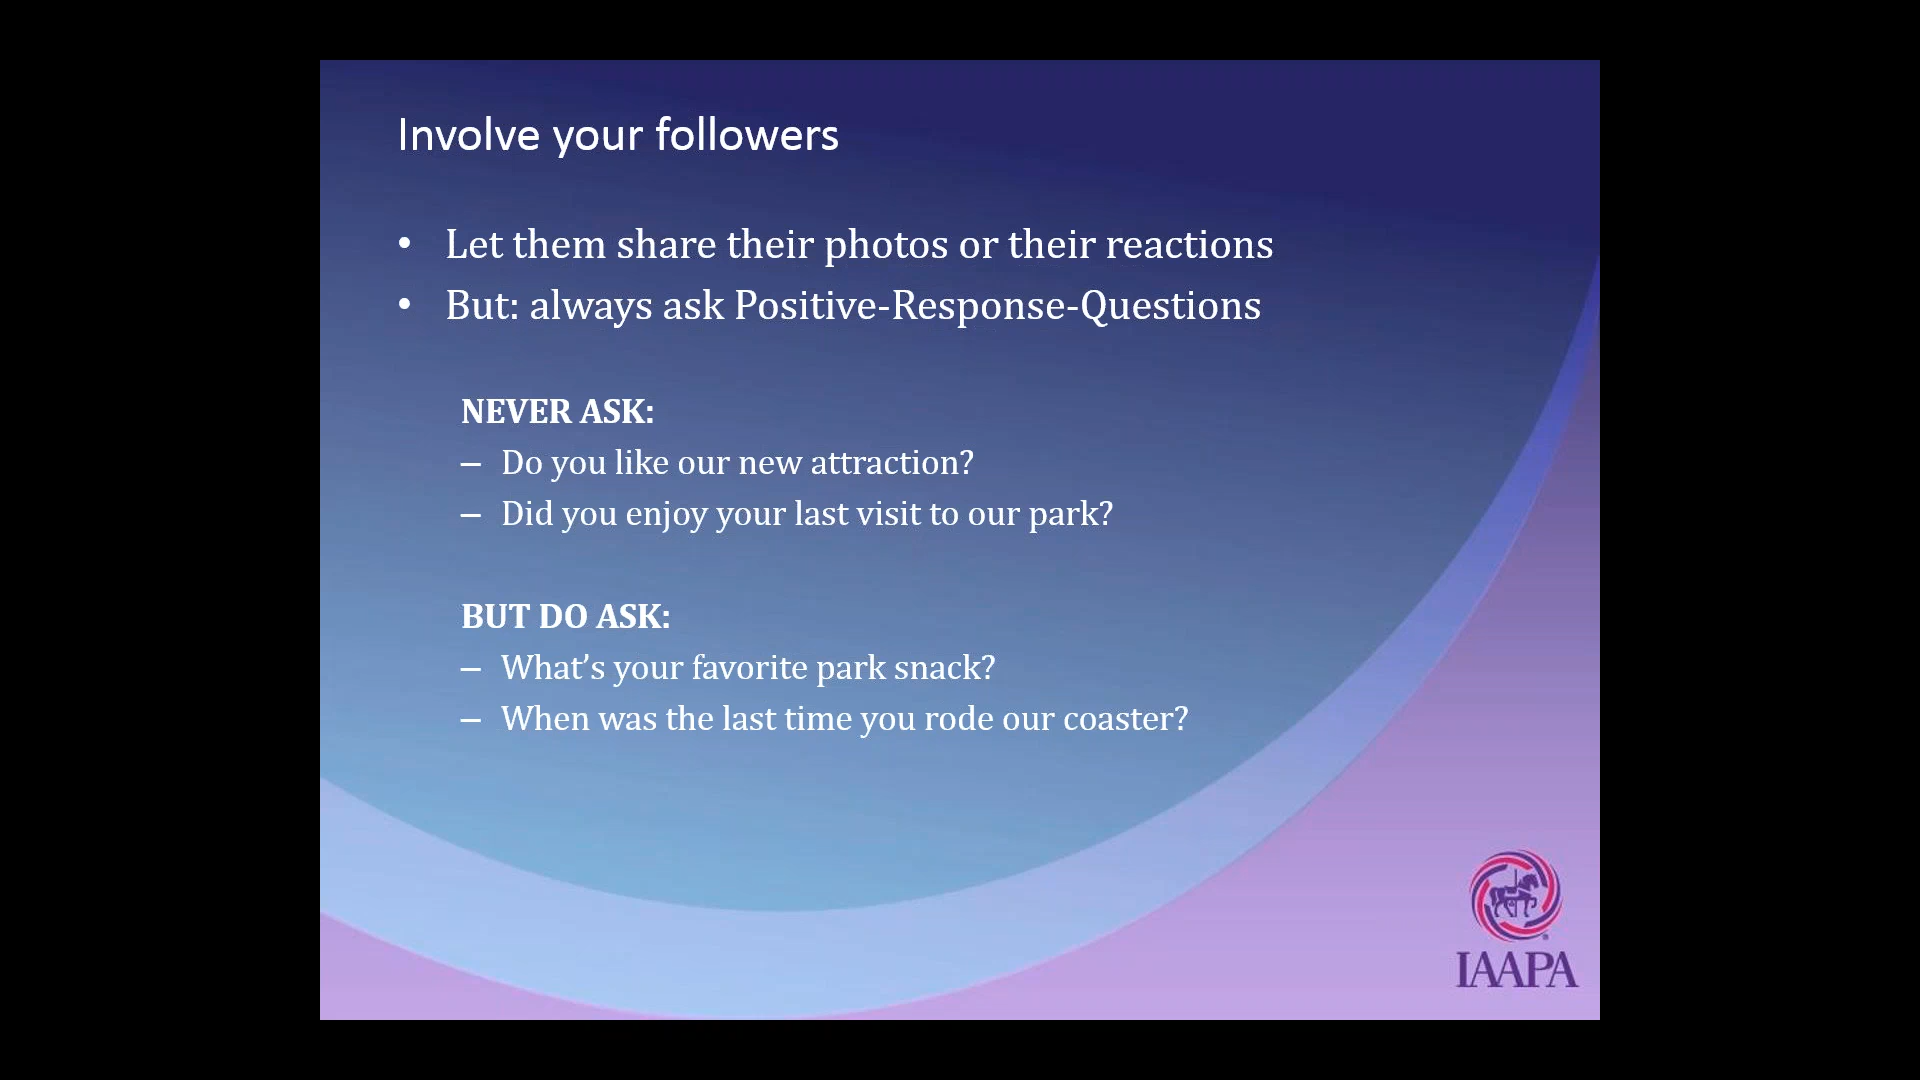 Involve your followers
• Let them share their photos or their reactions
• But: always ask Positive-Response-Questions
NEVER ASK:
– Do you like our new attraction?
– Did you enjoy your last visit to our park?
BUT DO ASK:
– What’s your favorite park snack?
– When was the last time you rode our coaster?
IAAPA